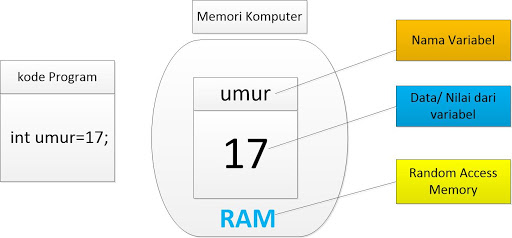 Memori Komputer
kode Program
int umur=17;
umur
17
RAM
Nama Variabel
Data/ Nilai dari
variabel
Random Access
Memory